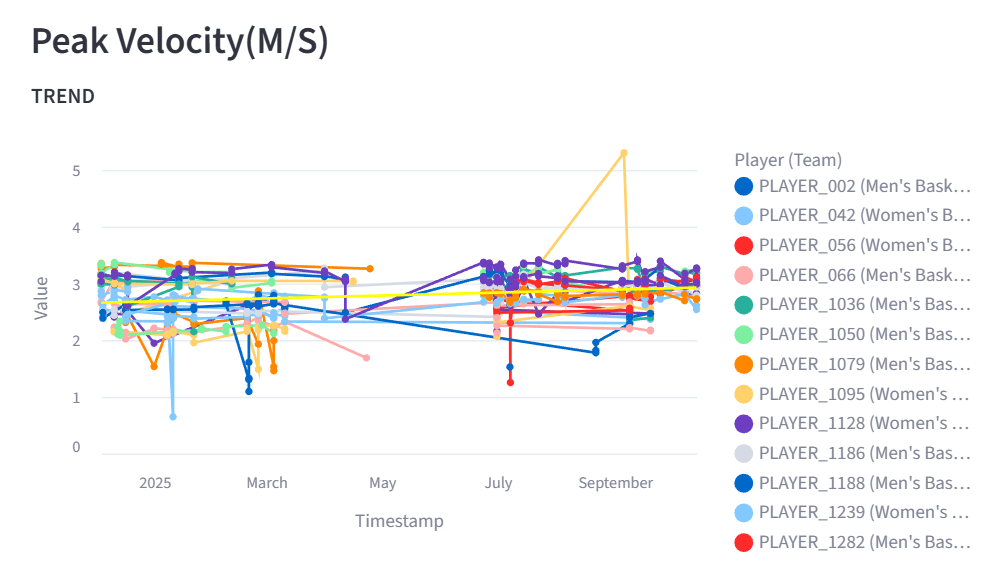 Peak Velocity(M/S)
TREND
Player (Team)
PLAYER_002 (Men's Bask…
PLAYER_042 (Women's B…
PLAYER_056 (Women's B…
PLAYER_066 (Men's Bask…
PLAYER_1036 (Men's Bas…
PLAYER_1050 (Men's Bas…
PLAYER_1079 (Men's Bas…
PLAYER_1095 (Women's …
PLAYER_1128 (Women's …
PLAYER_1186 (Men's Bas…
PLAYER_1188 (Men's Bas…
PLAYER_1239 (Women's …
PLAYER_1282 (Men's Bas…
Value
5
4
3
2
1
0
2025 March May July September
Timestamp